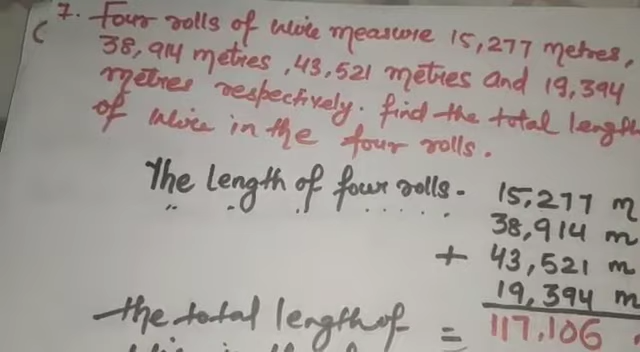 7. Four rolls of wire measure 15,277 metres,
38,914 metres, 43,521 metres and 19,394
metres respectively. find the total length
of wire in the four rolls.
The length of four rolls - 15,277 m
" " " 38,914 m
+ 43,521 m
19,394 m
the total length of = 117,106